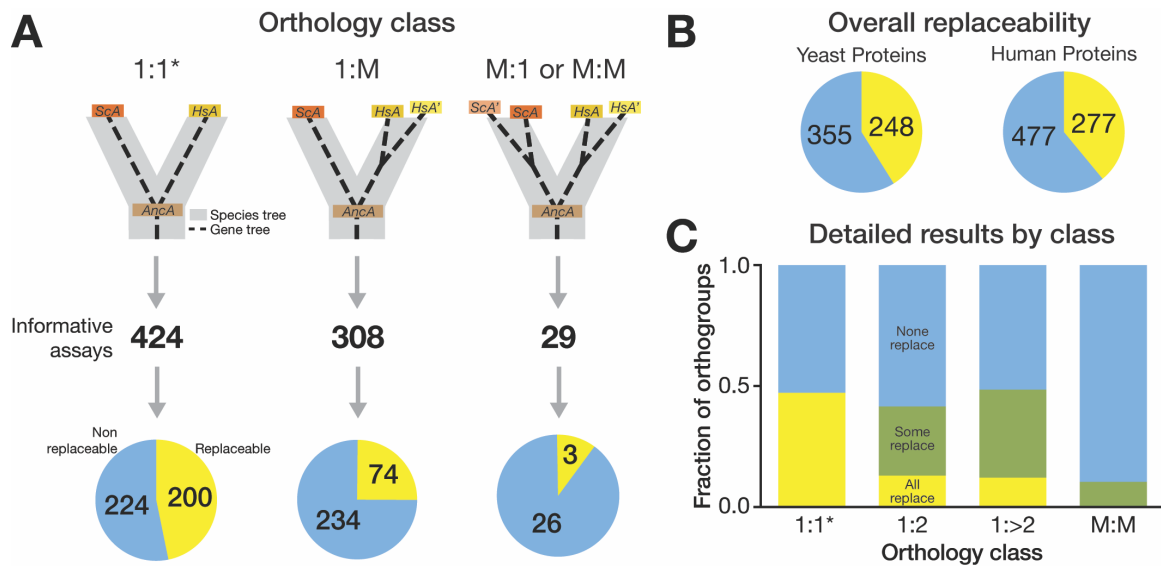 A
Orthology class
1:1*
1:M
M:1 or M:M
ScA
HsA
ScA
HsA
HsA'
ScA'
ScA
HsA
HsA'
AncA
AncA
AncA
Species tree
Gene tree
Informative
assays
424
308
29
Non
replaceable
Replaceable
224
200
74
234
3
26
B
Overall replaceability
Yeast Proteins
Human Proteins
355
248
477
277
C
Detailed results by class
Fraction of orthogroups
1.0
0.5
0.0
None
replace
Some
replace
All
replace
1:1*
1:2
1:>2
M:M
Orthology class